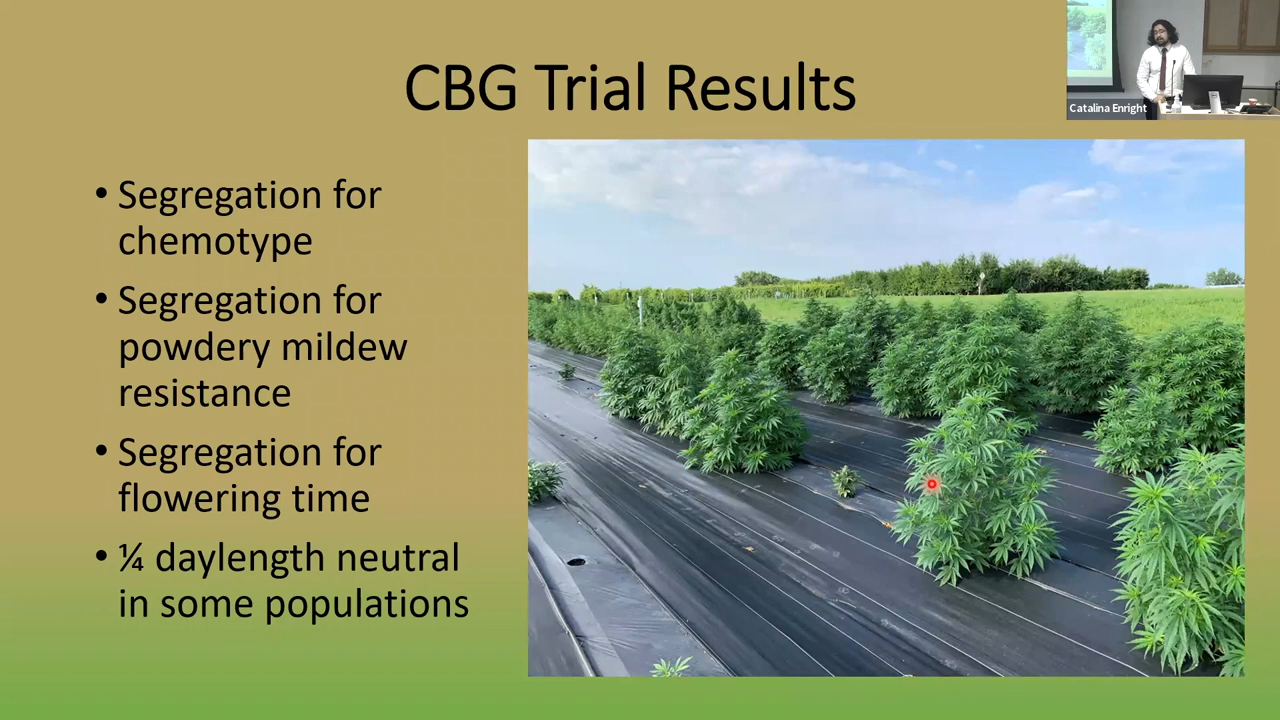 CBG Trial Results
Catalina Enright
• Segregation for
chemotype
• Segregation for
powdery mildew
resistance
• Segregation for
flowering time
• ¼ daylength neutral
in some populations